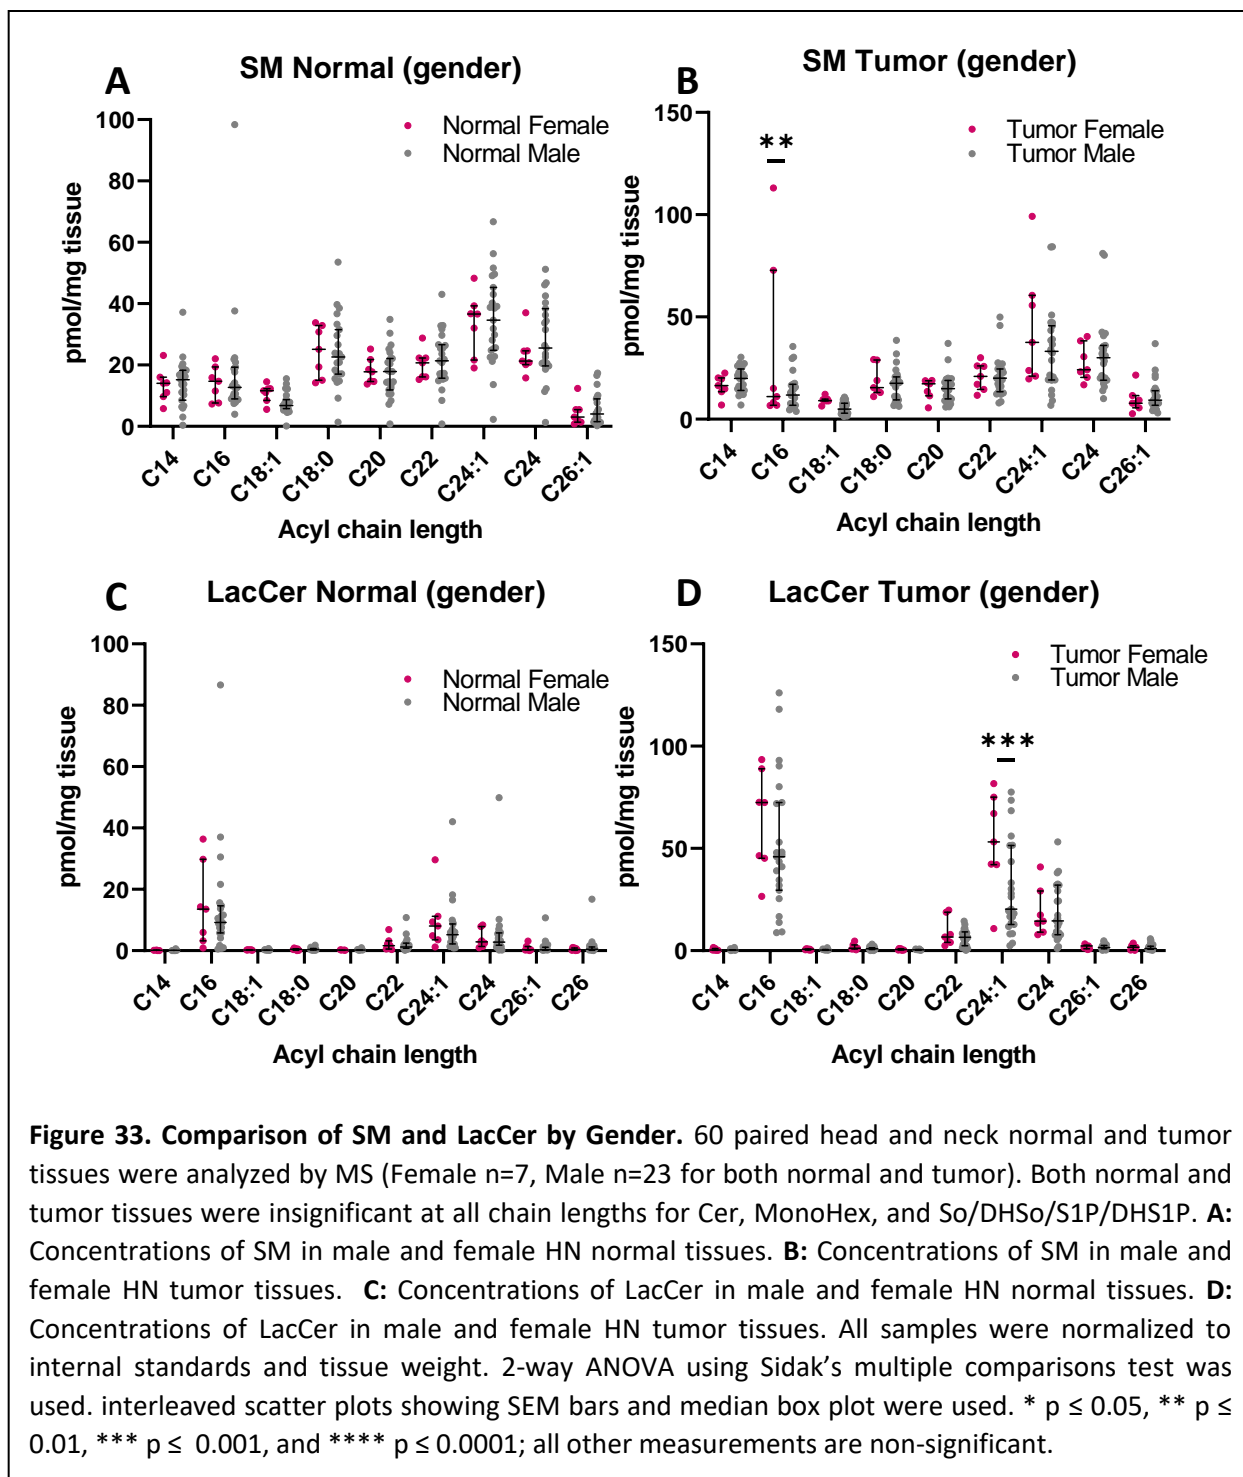 A
SM Normal (gender)
Normal Female
Normal Male
pmol/mg tissue
100
80
60
40
20
0
C14
C16
C18:1
C18:0
C20
C22
C24:1
C24
C26:1
Acyl chain length
B
SM Tumor (gender)
Tumor Female
Tumor Male
**
pmol/mg tissue
150
100
50
0
C14
C16
C18:1
C18:0
C20
C22
C24:1
C24
C26:1
Acyl chain length
C
LacCer Normal (gender)
Normal Female
Normal Male
pmol/mg tissue
100
80
60
40
20
0
C14
C16
C18:1
C18:0
C20
C22
C24:1
C24
C26:1
C26
Acyl chain length
D
LacCer Tumor (gender)
Tumor Female
Tumor Male
***
pmol/mg tissue
150
100
50
0
C14
C16
C18:1
C18:0
C20
C22
C24:1
C24
C26:1
C26
Acyl chain length
Figure 33. Comparison of SM and LacCer by Gender. 60 paired head and neck normal and tumor
tissues were analyzed by MS (Female n=7, Male n=23 for both normal and tumor). Both normal and
tumor tissues were insignificant at all chain lengths for Cer, MonoHex, and So/DHSo/S1P/DHS1P. A:
Concentrations of SM in male and female HN normal tissues. B: Concentrations of SM in male and
female HN tumor tissues. C: Concentrations of LacCer in male and female HN normal tissues. D:
Concentrations of LacCer in male and female HN tumor tissues. All samples were normalized to
internal standards and tissue weight. 2-way ANOVA using Sidak's multiple comparisons test was
used. interleaved scatter plots showing SEM bars and median box plot were used. * p ≤ 0.05, ** p ≤
0.01, *** p ≤ 0.001, and **** p ≤ 0.0001; all other measurements are non-significant.